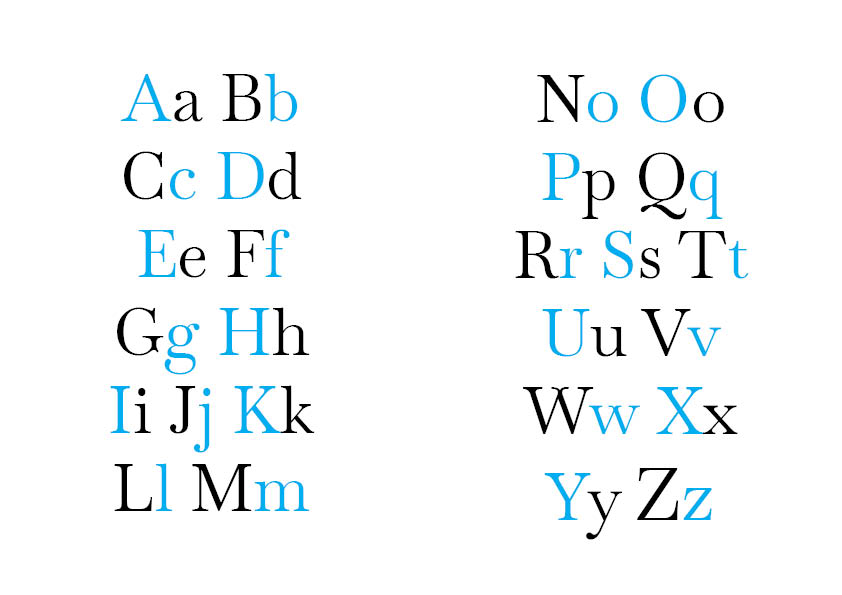 Aa Bb
Cc Dd
Ee Ff
Gg Hh
Ii Jj Kk
Ll Mm
No Oo
Pp Qq
Rr Ss Tt
Uu Vv
Ww Xx
Yy Zz